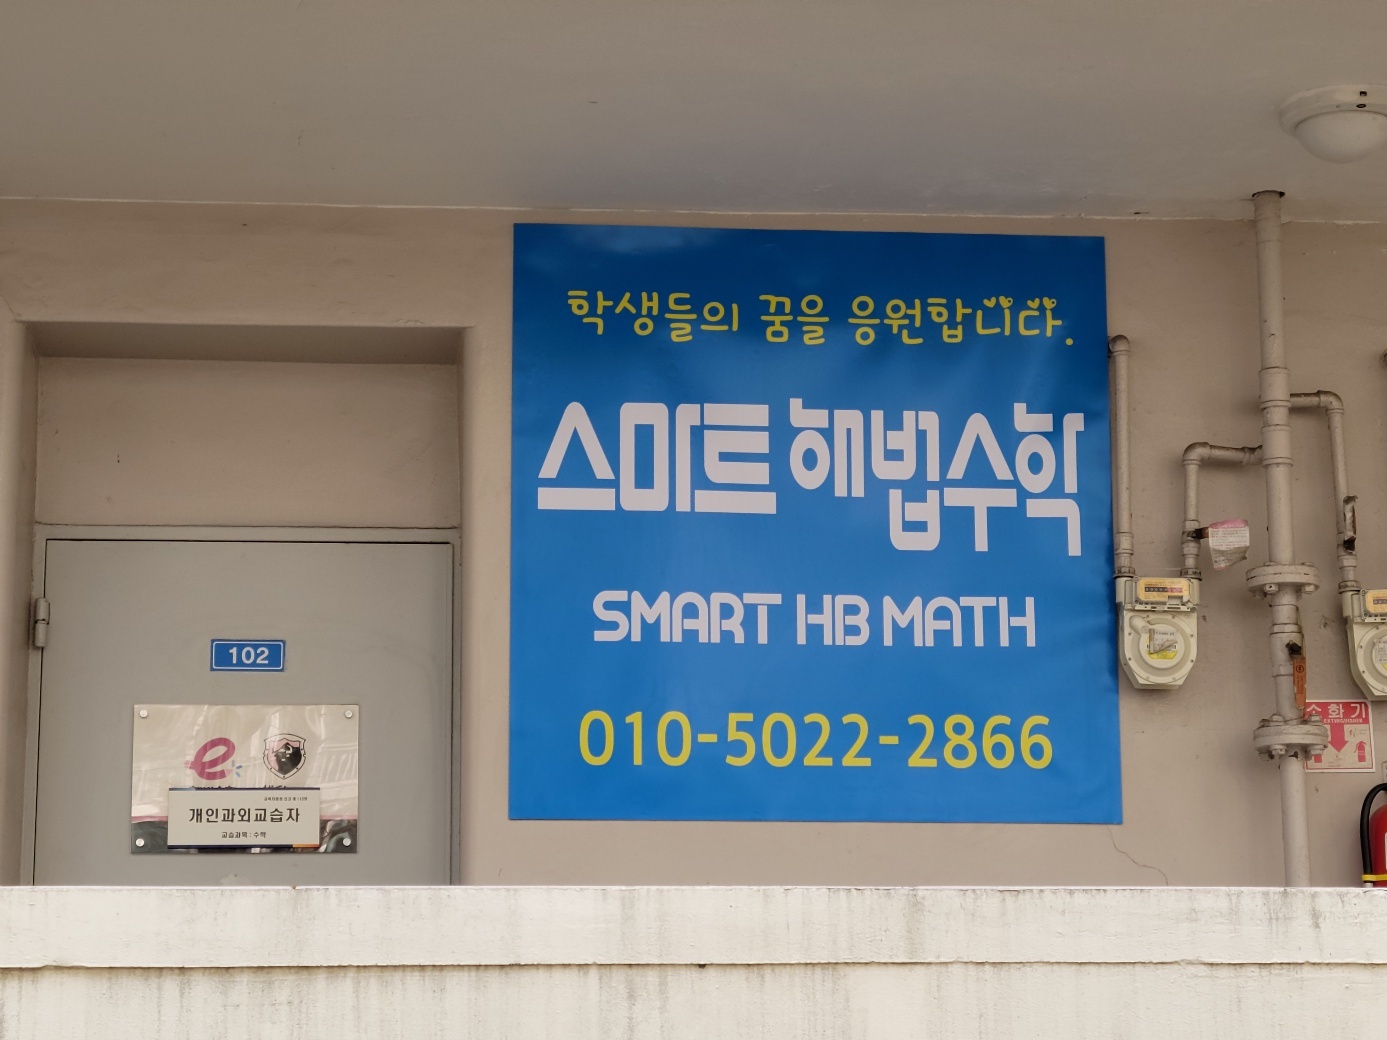 학생들의 꿈을 응원합니다.
스마트 해법수학
SMART HB MATH
010-5022-2866
102
e
개인과외교습자
교습과목 : 수학
소화기
EXTINGUISHER